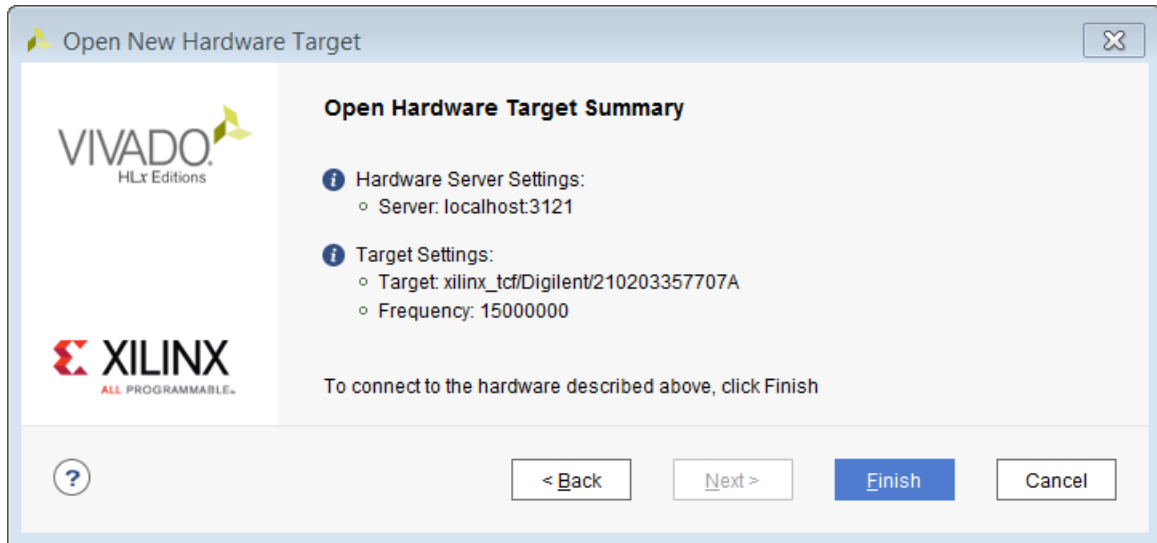 Open New Hardware Target
VIVADO.
HLx Editions
Open Hardware Target Summary
Hardware Server Settings:
Server: localhost:3121
Target Settings:
Target: xilinx_tcf/Digilent/210203357707A
Frequency: 15000000
XILINX
ALL PROGRAMMABLE™
To connect to the hardware described above, click Finish
?
< Back
Next >
Finish
Cancel